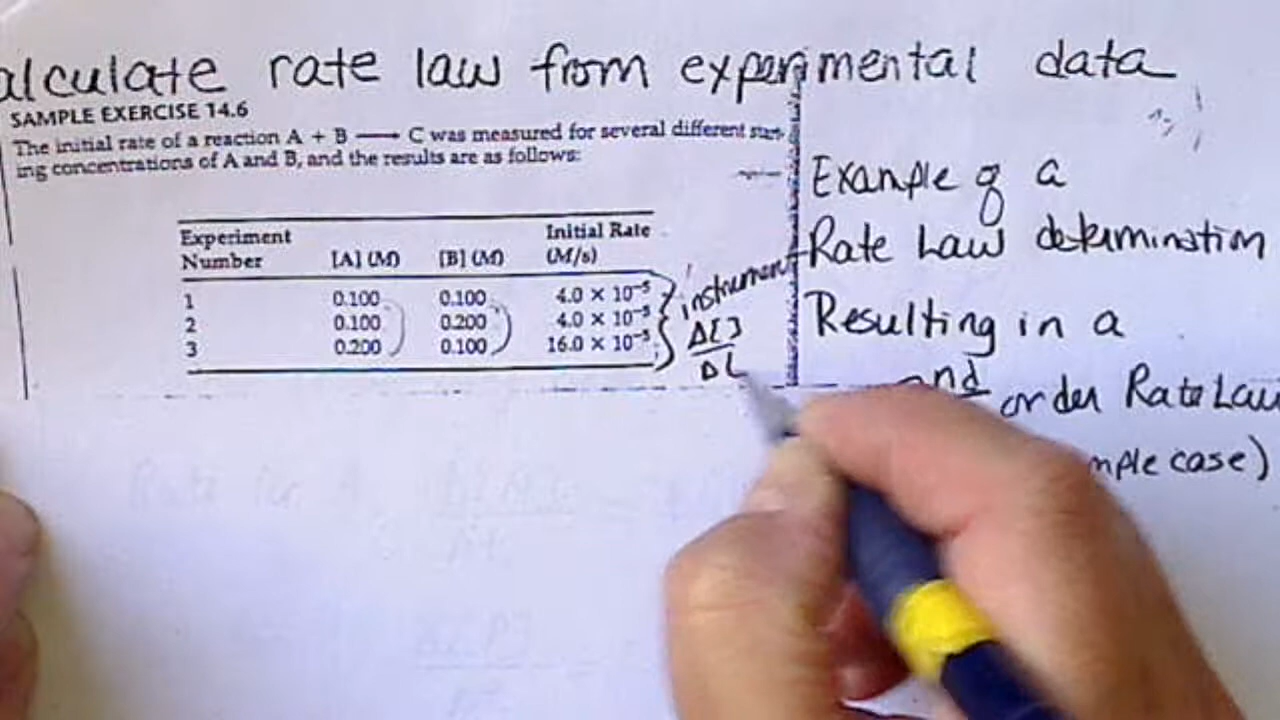 alculate rate law from experimental data
SAMPLE EXERCISE 14.6
The initial rate of a reaction A + B ⟶ C was measured for several different start-
ing concentrations of A and B, and the results are as follows:
Experiment Number [A] (M) [B] (M) Initial Rate (M/s)
1 0.100 0.100 4.0 × 10⁻⁵
2 0.100 0.200 4.0 × 10⁻⁵
3 0.200 0.100 16.0 × 10⁻⁵
instrument
Δ[ ]
Δ
Example of a
Rate Law determination
Resulting in a
nd order Rate Law
mple case)